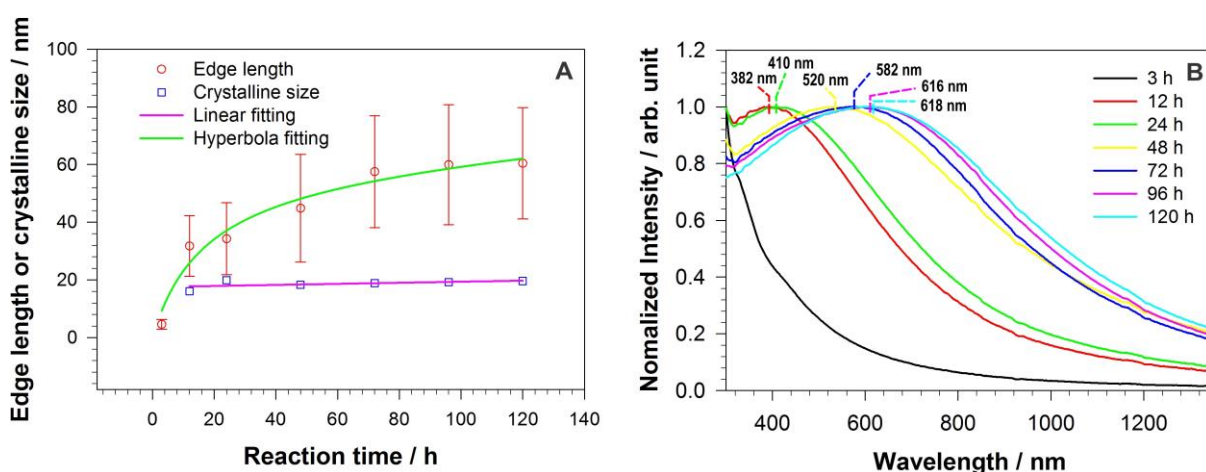 A
Edge length or crystalline size / nm
100
80
60
40
20
0
Edge length
Crystalline size
Linear fitting
Hyperbola fitting
0 20 40 60 80 100 120 140
Reaction time / h
B
Nomalized Intensity / arb. unit
1.2
1.0
0.8
0.6
0.4
0.2
0.0
382 nm
410 nm
520 nm
582 nm
616 nm
618 nm
3 h
12 h
24 h
48 h
72 h
96 h
120 h
400 600 800 1000 1200
Wavelength / nm